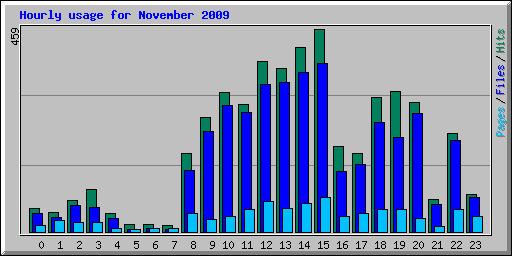 Hourly usage for November 2009
459
Pages / Files / Hits
0 1 2 3 4 5 6 7 8 9 10 11 12 13 14 15 16 17 18 19 20 21 22 23